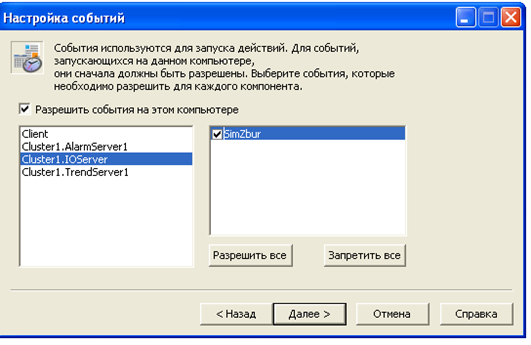 Настройка событий
События используются для запуска действий. Для событий,
запускающихся на данном компьютере,
они сначала должны быть разрешены. Выберите события, которые
необходимо разрешить для каждого компонента.
Разрешить события на этом компьютере
Client
Cluster1.AlarmServer1
Cluster1.IOServer
Cluster1.TrendServer1
SimZbur
Разрешить все
Запретить все
< Назад
Далее >
Отмена
Справка